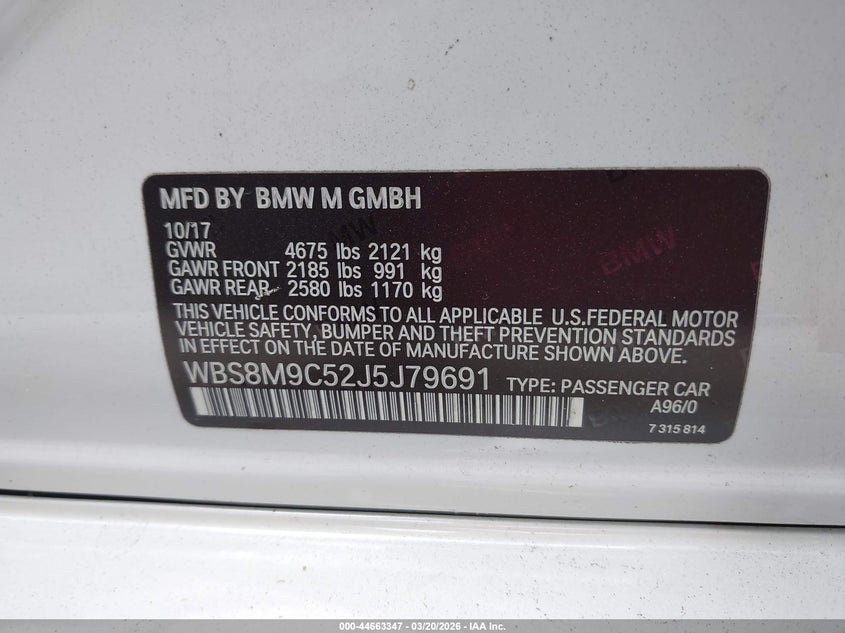 MFD BY BMW M GMBH
10/17
GVWR 4675 lbs 2121 kg
GAWR FRONT 2185 lbs 991 kg
GAWR REAR 2580 lbs 1170 kg
THIS VEHICLE CONFORMS TO ALL APPLICABLE U.S.FEDERAL MOTOR
VEHICLE SAFETY, BUMPER AND THEFT PREVENTION STANDARDS
IN EFFECT ON THE DATE OF MANUFACTURE SHOWN ABOVE.
WBS8M9C52J5J79691 TYPE: PASSENGER CAR
A96/0
7 315 814
BMW
000-44663347 - 03/20/2026 - IAA Inc.